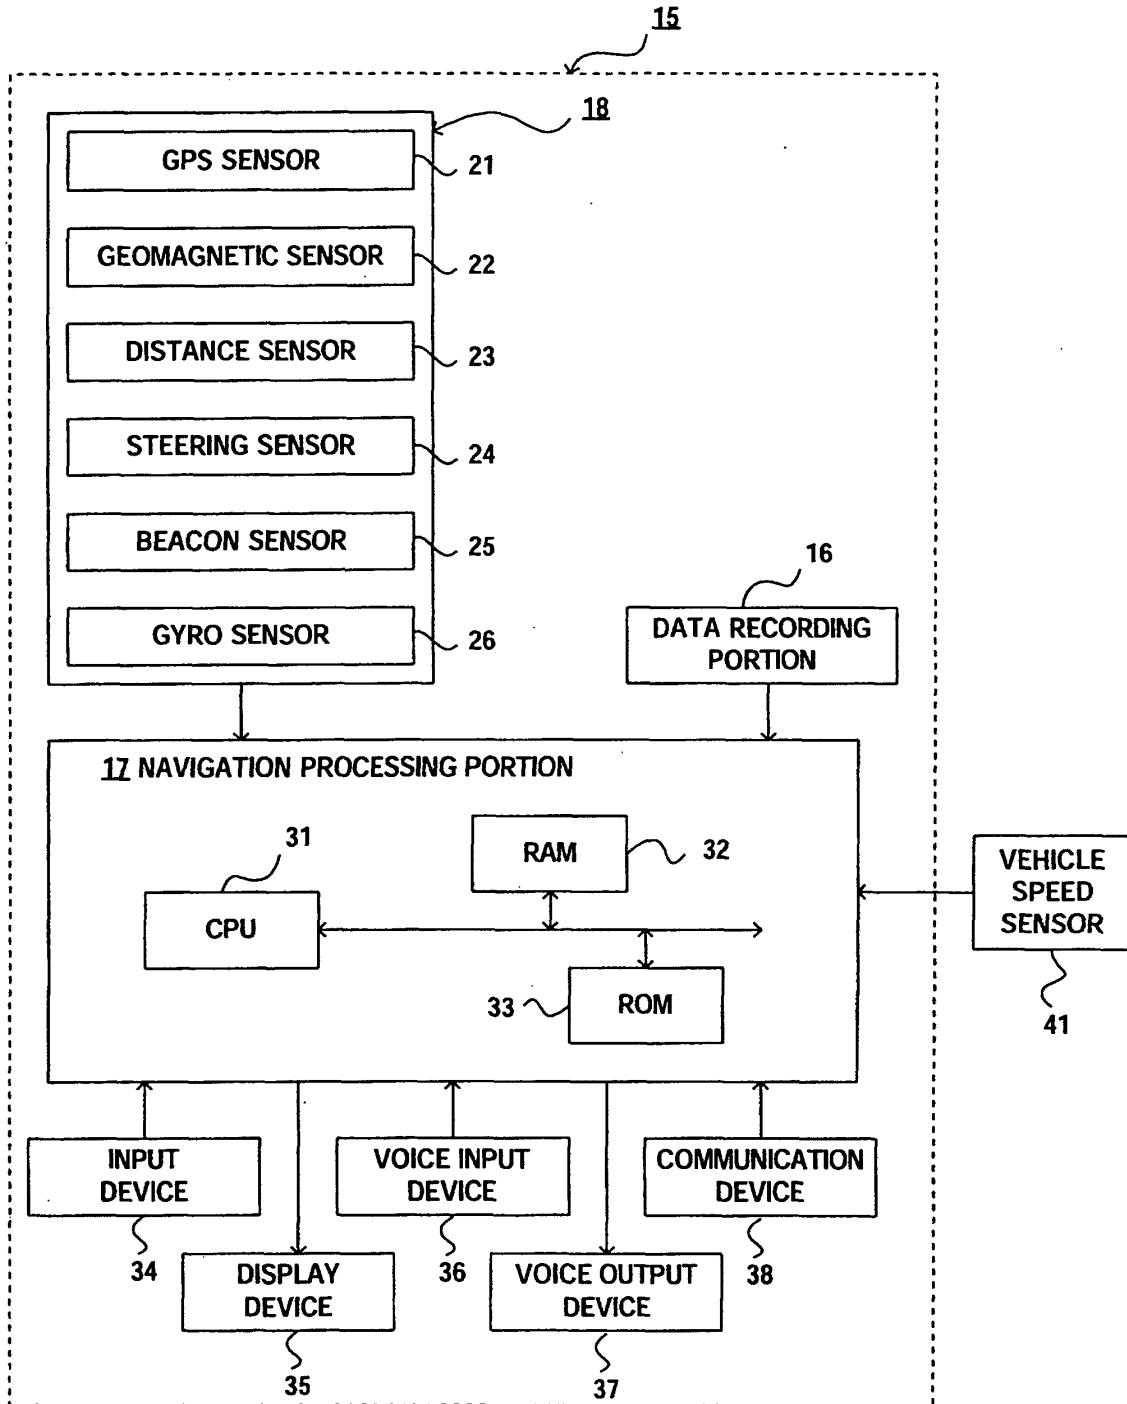 15
18
GPS SENSOR
21
GEOMAGNETIC SENSOR
22
DISTANCE SENSOR
23
STEERING SENSOR
24
BEACON SENSOR
25
GYRO SENSOR
26
16
DATA RECORDING
PORTION
17 NAVIGATION PROCESSING PORTION
31
CPU
RAM
32
33
ROM
VEHICLE
SPEED
SENSOR
41
INPUT
DEVICE
34
VOICE INPUT
DEVICE
36
COMMUNICATION
DEVICE
38
DISPLAY
DEVICE
35
VOICE OUTPUT
DEVICE
37